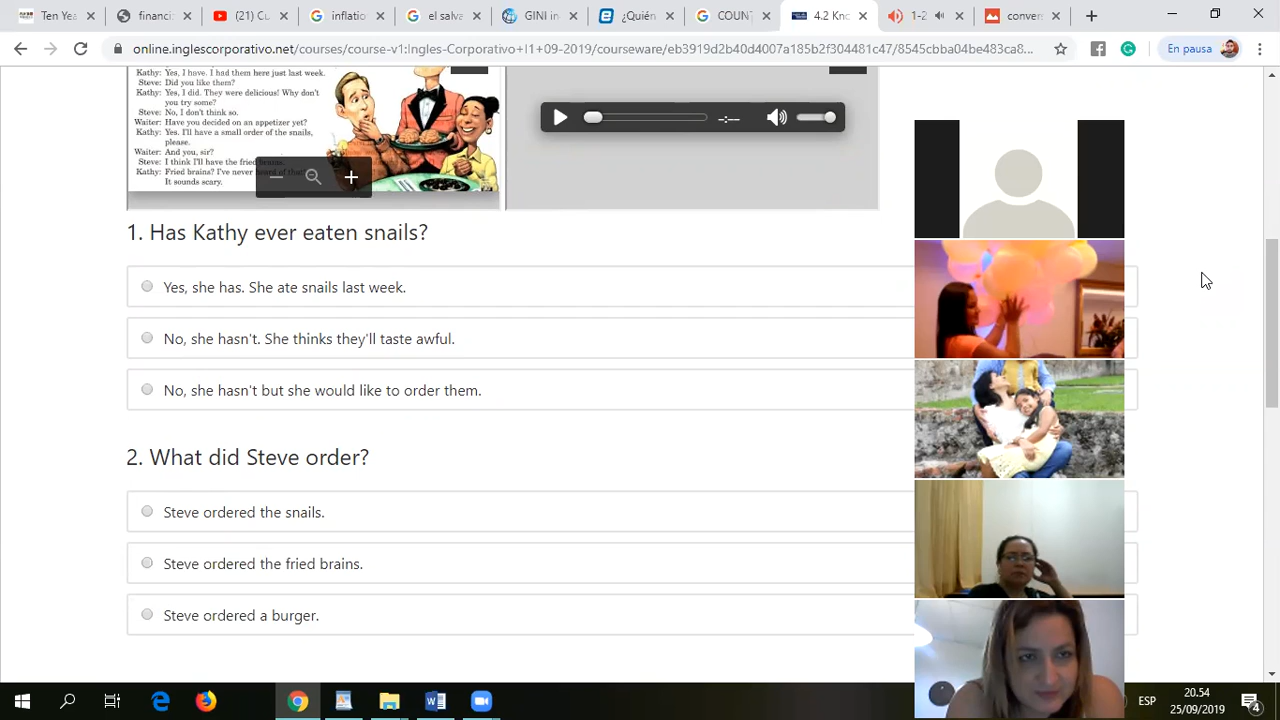 Ten Ye
financi
(21) Cu
inflatio
el salv
GINI in
¿Quién
COUNT
4.2 Kno
1-2
conver
online.inglescorporativo.net/courses/course-v1:Ingles-Corporativo+I1+09-2019/courseware/eb3919d2b40d4007a185b2f304481c47/8545cbba04be483ca8...
En pausa
Kathy: Yes, I have. I had them here just last week.
Steve: Did you like them?
Kathy: Yes, I did. They were delicious! Why don't
you try some?
Steve: No, I don't think so.
Waiter: Have you decided on an appetizer yet?
Kathy: Yes. I'll have a small order of the snails,
please.
Waiter: And you, sir?
Steve: I think I'll have the fried brains.
Kathy: Fried brains? I've never heard of that!
It sounds scary.
-:--
1. Has Kathy ever eaten snails?
Yes, she has. She ate snails last week.
No, she hasn't. She thinks they'll taste awful.
No, she hasn't but she would like to order them.
2. What did Steve order?
Steve ordered the snails.
Steve ordered the fried brains.
Steve ordered a burger.
ESP
20.54
25/09/2019
4